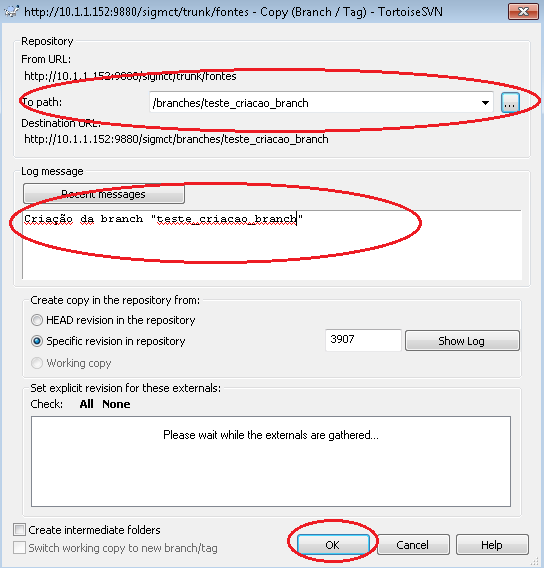 http://10.1.1.152:9880/sigmct/trunk/fontes - Copy (Branch / Tag) - TortoiseSVN
Repository
From URL:
http://10.1.1.152:9880/sigmct/trunk/fontes
To path:
/branches/teste_criacao_branch
...
Destination URL:
http://10.1.1.152:9880/sigmct/branches/teste_criacao_branch
Log message
Recent messages
Criação da branch "teste_criacao_branch"
Create copy in the repository from:
HEAD revision in the repository
Specific revision in repository
3907
Show Log
Working copy
Set explicit revision for these externals:
Check: All None
Please wait while the externals are gathered...
Create intermediate folders
Switch working copy to new branch/tag
OK
Cancel
Help